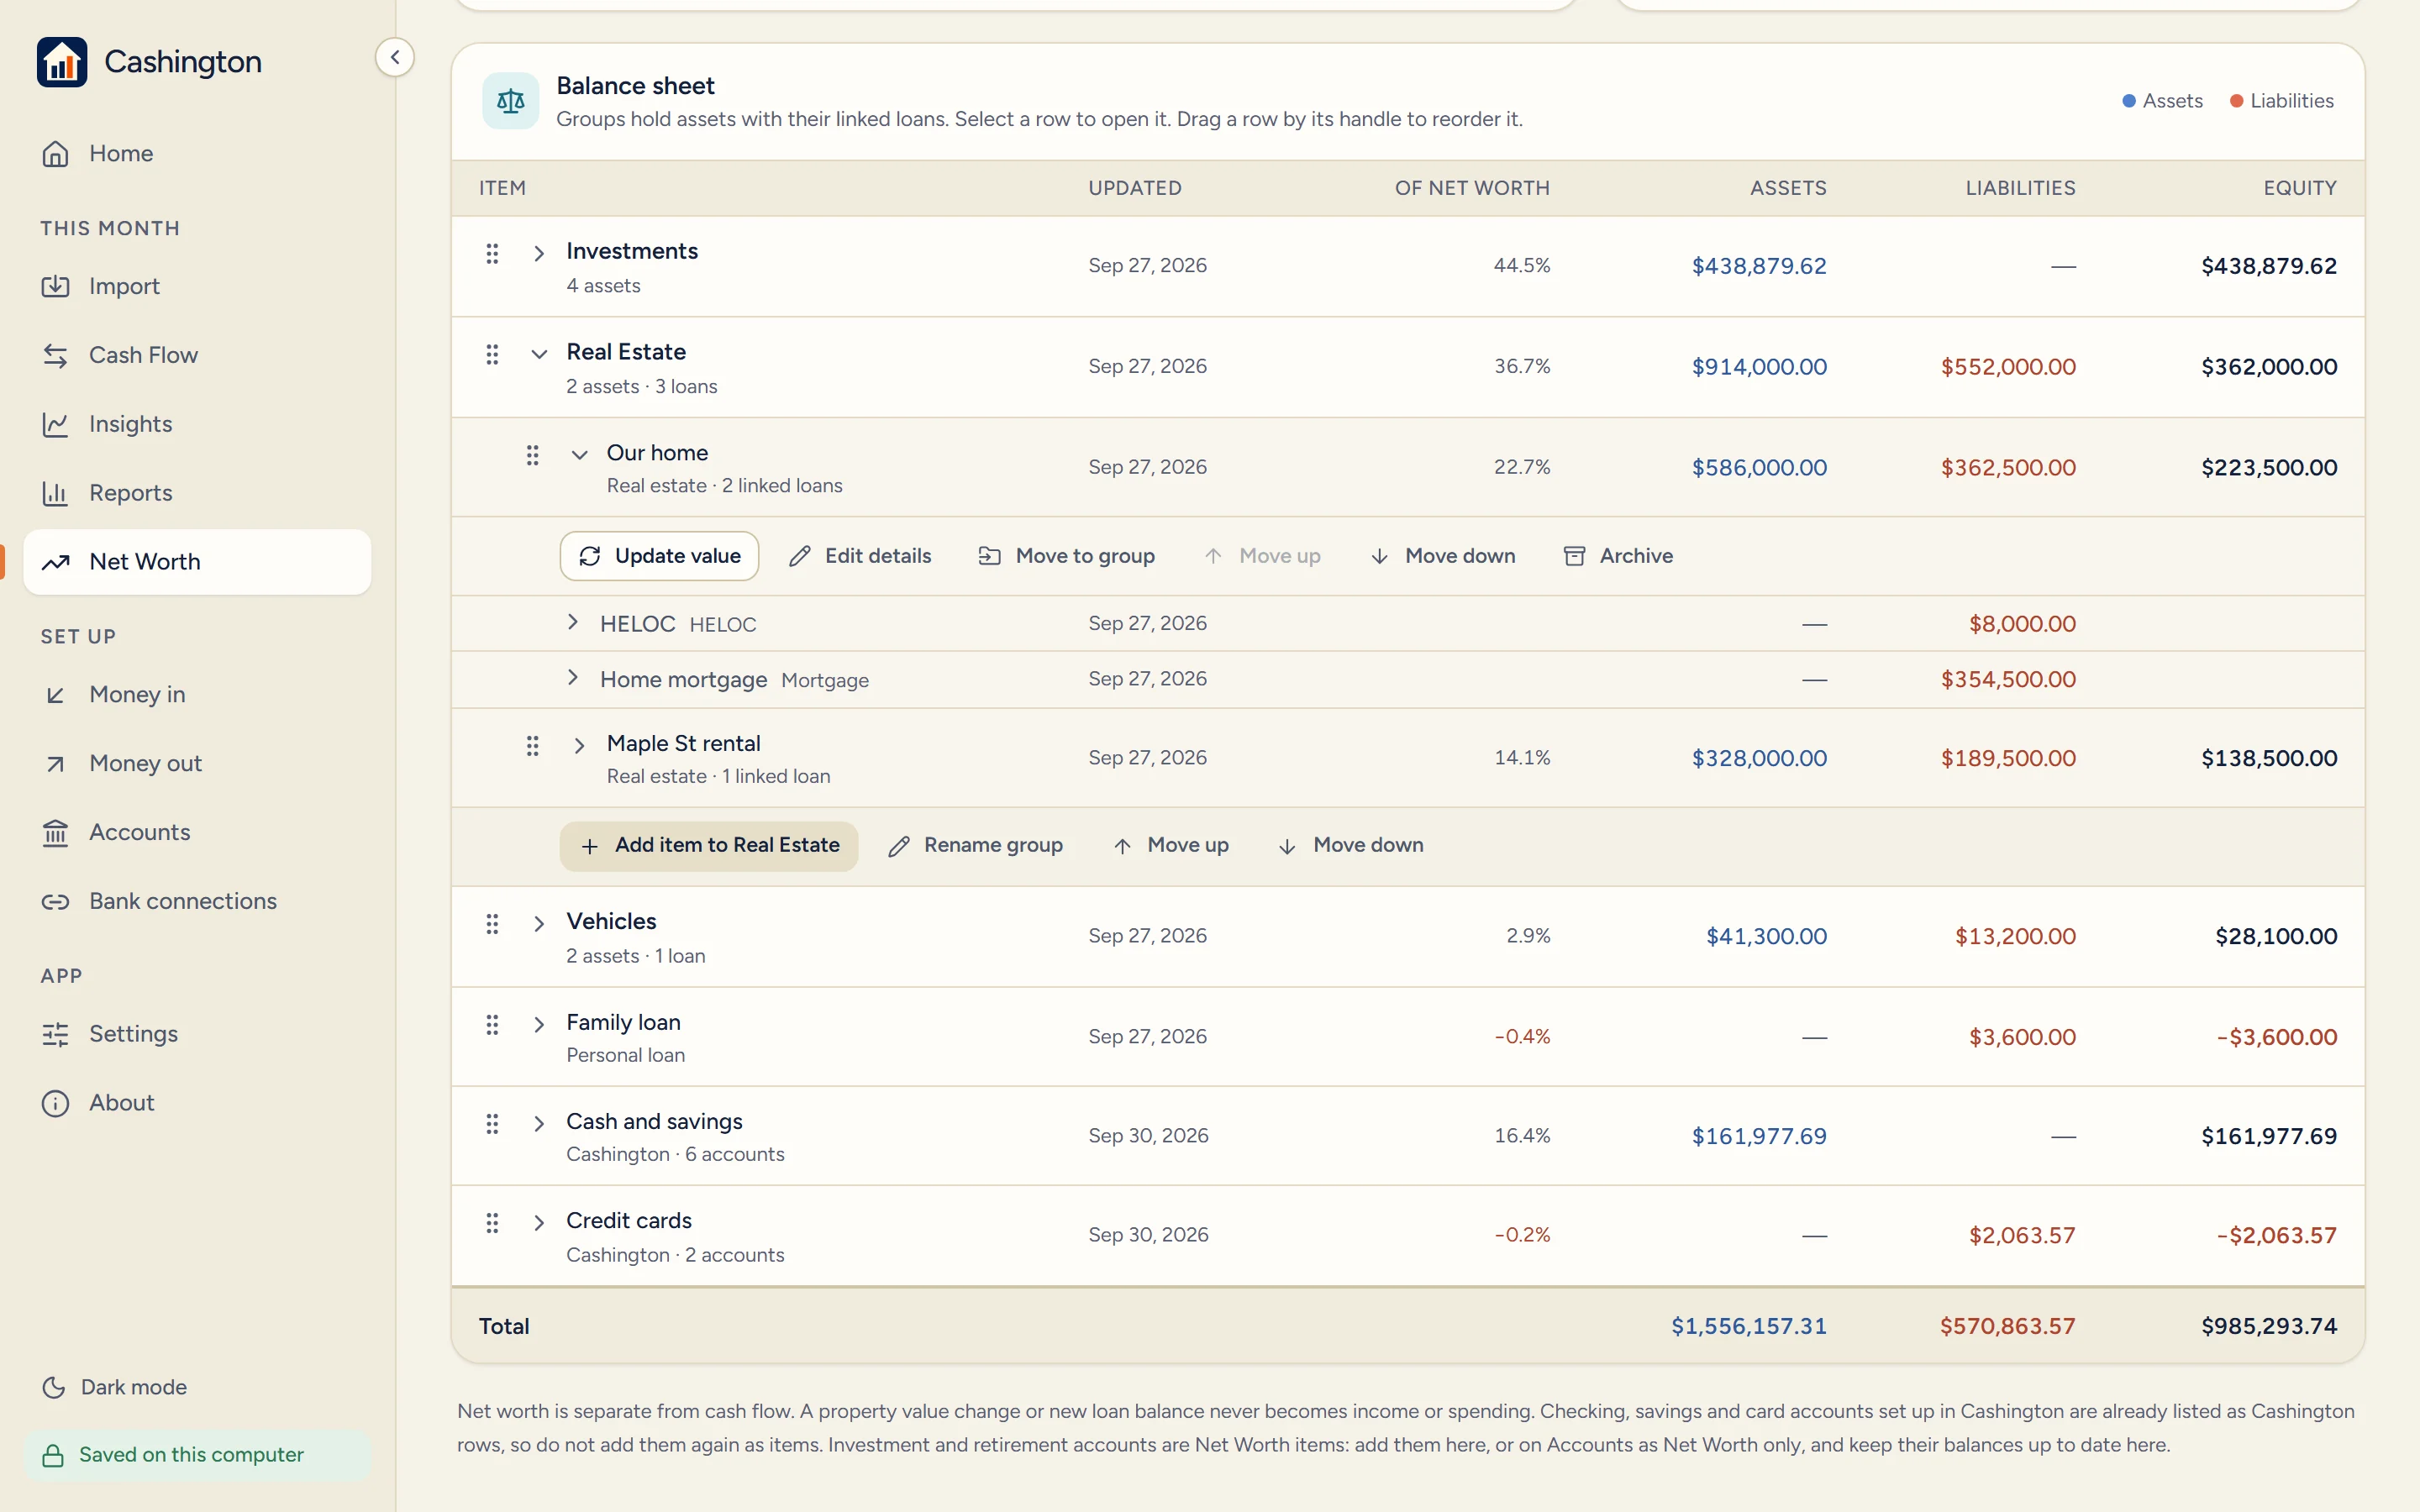 Cashington
Home
THIS MONTH
Import
Cash Flow
Insights
Reports
Net Worth
SET UP
Money in
Money out
Accounts
Bank connections
APP
Settings
About
Dark mode
Saved on this computer
Balance sheet
Groups hold assets with their linked loans. Select a row to open it. Drag a row by its handle to reorder it.
Assets Liabilities
ITEM UPDATED OF NET WORTH ASSETS LIABILITIES EQUITY
Investments
4 assets
Sep 27, 2026 44.5% $438,879.62 — $438,879.62
Real Estate
2 assets · 3 loans
Sep 27, 2026 36.7% $914,000.00 $552,000.00 $362,000.00
Our home
Real estate · 2 linked loans
Sep 27, 2026 22.7% $586,000.00 $362,500.00 $223,500.00
Update value Edit details Move to group Move up Move down Archive
HELOC HELOC Sep 27, 2026 — $8,000.00
Home mortgage Mortgage Sep 27, 2026 — $354,500.00
Maple St rental
Real estate · 1 linked loan
Sep 27, 2026 14.1% $328,000.00 $189,500.00 $138,500.00
Add item to Real Estate Rename group Move up Move down
Vehicles
2 assets · 1 loan
Sep 27, 2026 2.9% $41,300.00 $13,200.00 $28,100.00
Family loan
Personal loan
Sep 27, 2026 -0.4% — $3,600.00 -$3,600.00
Cash and savings
Cashington · 6 accounts
Sep 30, 2026 16.4% $161,977.69 — $161,977.69
Credit cards
Cashington · 2 accounts
Sep 30, 2026 -0.2% — $2,063.57 -$2,063.57
Total $1,556,157.31 $570,863.57 $985,293.74
Net worth is separate from cash flow. A property value change or new loan balance never becomes income or spending. Checking, savings and card accounts set up in Cashington are already listed as Cashington
rows, so do not add them again as items. Investment and retirement accounts are Net Worth items: add them here, or on Accounts as Net Worth only, and keep their balances up to date here.